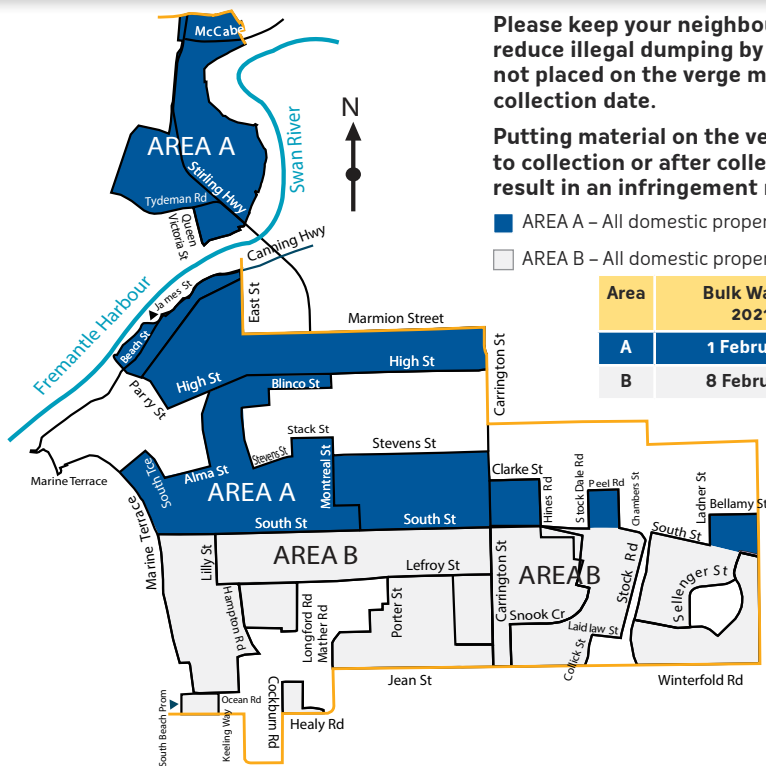 Please keep your neighbou
reduce illegal dumping by
not placed on the verge m
collection date.
Putting material on the ve
to collection or after colle
result in an infringement
AREA A – All domestic proper
AREA B – All domestic proper
Area
Bulk Wa
2021
A
1 Febru
B
8 Febru
McCabe
AREA A
Stirling Hwy
Tydeman Rd
Queen
Victoria St
Swan River
N
Canning Hwy
Fremantle Harbour
James St
Beach St
East St
Marmion Street
High St
High St
Parry St
Blinco St
Carrington St
Stack St
Stevens St
Stevens St
Marine Terrace
South Tce
Alma St
AREA A
Montreal St
Clarke St
Hines Rd
Stock Dale Rd
Peel Rd
Chambers St
Ladner St
Bellamy St
South St
South St
South St
Marine Terrace
Lilly St
AREA B
Lefroy St
Carrington St
AREA B
Stock Rd
Sellenger St
Hampton Rd
Longford Rd
Mather Rd
Porter St
Snook Cr
Laidlaw St
Collick St
Jean St
Winterfold Rd
South Beach Prom
Ocean Rd
Keeling Way
Cockburn Rd
Healy Rd